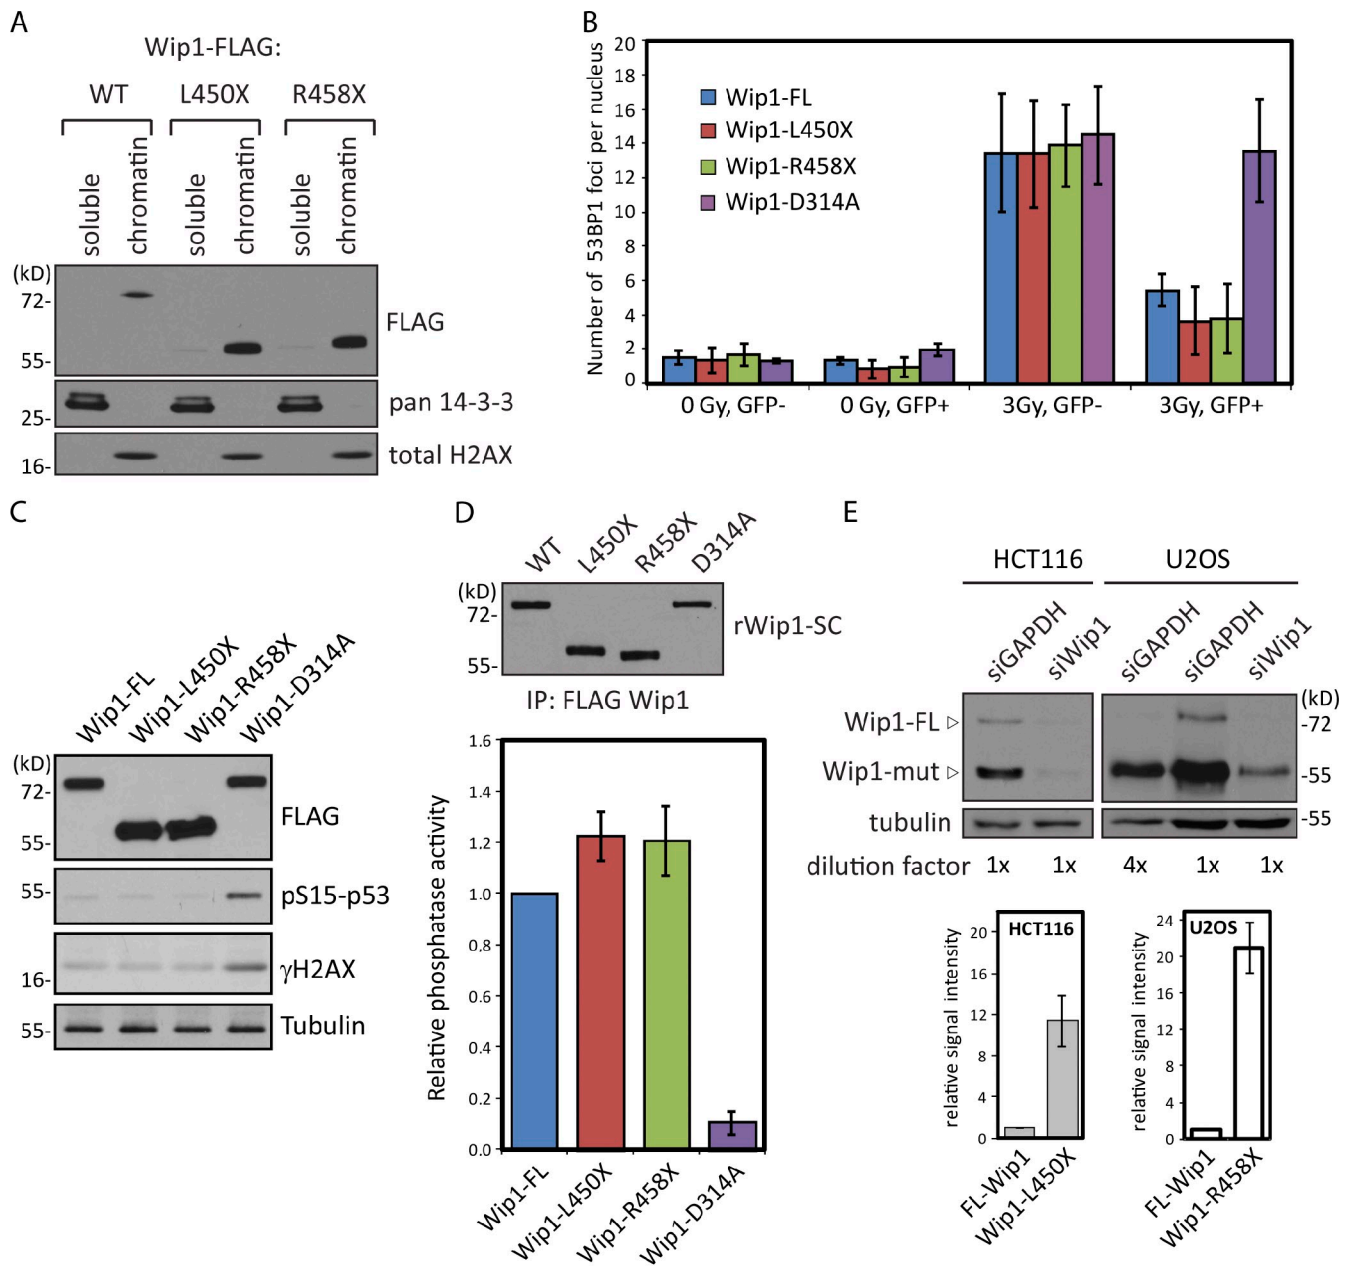 A
Wip1-FLAG:
WT L450X R458X
soluble chromatin soluble chromatin soluble chromatin
(kD)
72-
FLAG
55-
pan 14-3-3
25-
total H2AX
16-
B
Number of 53BP1 foci per nucleus
20
18
16
14
12
10
8
6
4
2
0
Wip1-FL
Wip1-L450X
Wip1-R458X
Wip1-D314A
0 Gy, GFP- 0 Gy, GFP+ 3Gy, GFP- 3Gy, GFP+
C
Wip1-FL Wip1-L450X Wip1-R458X Wip1-D314A
(kD)
72-
FLAG
55-
55-
pS15-p53
γH2AX
16-
55-
Tubulin
D
WT L450X R458X D314A
(kD)
72-
rWip1-SC
55-
IP: FLAG Wip1
Relative phosphatase activity
1.6
1.4
1.2
1.0
0.8
0.6
0.4
0.2
0.0
Wip1-FL Wip1-L450X Wip1-R458X Wip1-D314A
E
HCT116 U2OS
siGAPDH siWip1 siGAPDH siGAPDH siWip1
(kD)
Wip1-FL -72
Wip1-mut -55
tubulin -55
dilution factor 1x 1x 4x 1x 1x
relative signal intensity
HCT116
20
16
12
8
4
0
FL-Wip1 Wip1-L450X
relative signal intensity
U2OS
24
20
16
12
8
4
0
FL-Wip1 Wip1-R458X